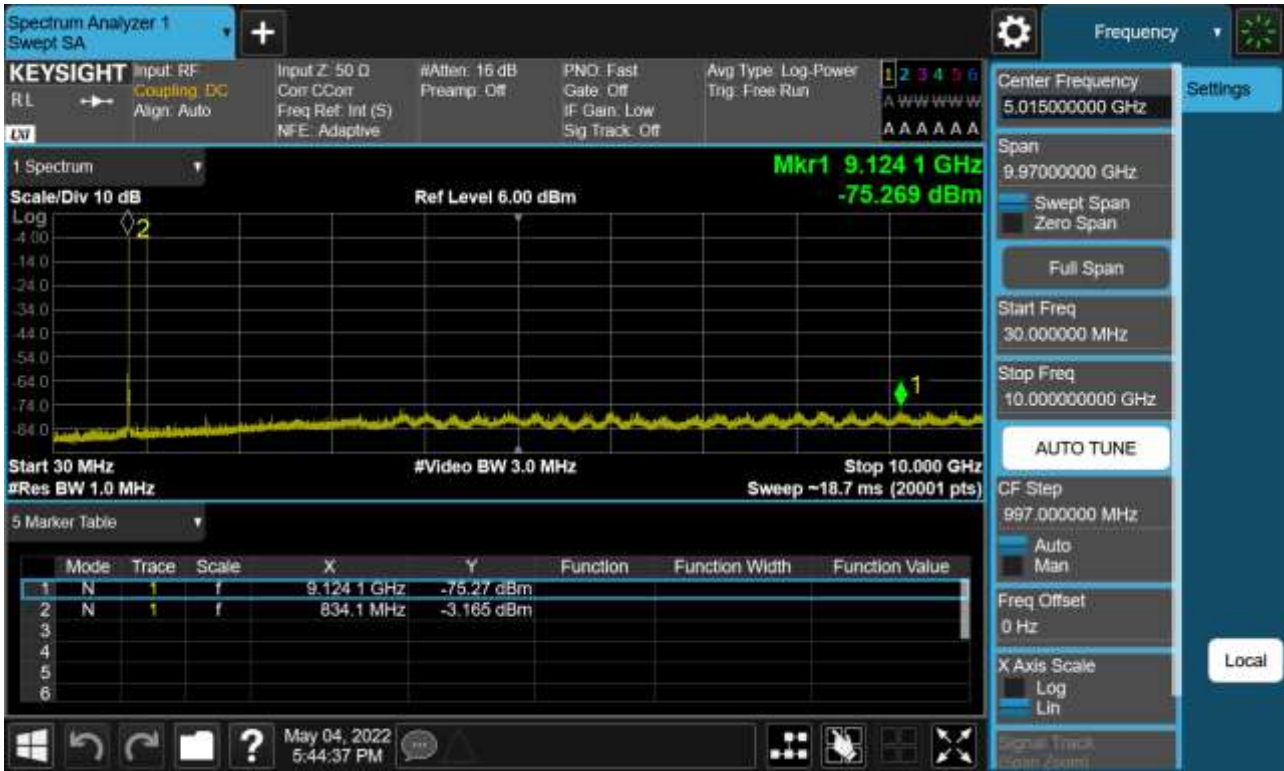 Spectrum Analyzer 1
Swept SA
Frequency
KEYSIGHT
RL
LXI
Input: RF
Coupling: DC
Align: Auto
Input Z: 50 Ω
Corr CCorr
Freq Ref: Int (S)
NFE: Adaptive
#Atten: 16 dB
Preamp: Off
PNO: Fast
Gate: Off
IF Gain: Low
Sig Track: Off
Avg Type: Log-Power
Trig: Free Run
1 2 3 4 5 6
A W W W W W
A A A A A A
1 Spectrum
Mkr1 9.124 1 GHz
Scale/Div 10 dB
Ref Level 6.00 dBm
-75.269 dBm
Log
2
-4.00
-14.0
-24.0
-34.0
-44.0
-54.0
-64.0
1
-74.0
-84.0
Start 30 MHz
#Video BW 3.0 MHz
Stop 10.000 GHz
#Res BW 1.0 MHz
Sweep ~18.7 ms (20001 pts)
5 Marker Table
Mode Trace Scale X Y Function Function Width Function Value
1 N 1 f 9.124 1 GHz -75.27 dBm
2 N 1 f 834.1 MHz -3.165 dBm
3
4
5
6
May 04, 2022
5:44:37 PM
Center Frequency
5.015000000 GHz
Settings
Span
9.97000000 GHz
Swept Span
Zero Span
Full Span
Start Freq
30.000000 MHz
Stop Freq
10.000000000 GHz
AUTO TUNE
CF Step
997.000000 MHz
Auto
Man
Freq Offset
0 Hz
X Axis Scale
Log
Lin
Local
Signal Track
(Span Zoom)